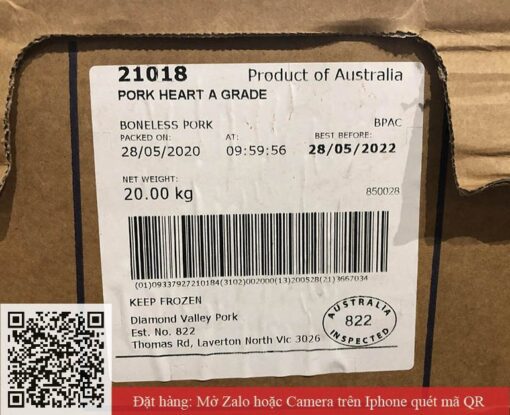 21018 Product of Australia
PORK HEART A GRADE
BONELESS PORK BPAC
PACKED ON: AT: BEST BEFORE:
28/05/2020 09:59:56 28/05/2022
NET WEIGHT:
20.00 kg 850028
(01)09337927210184(3102)002000(13)200528(21)3667034
KEEP FROZEN
Diamond Valley Pork
Est. No. 822
Thomas Rd, Laverton North Vic 3026
AUSTRALIA
822
INSPECTED
Đặt hàng: Mở Zalo hoặc Camera trên Iphone quét mã QR